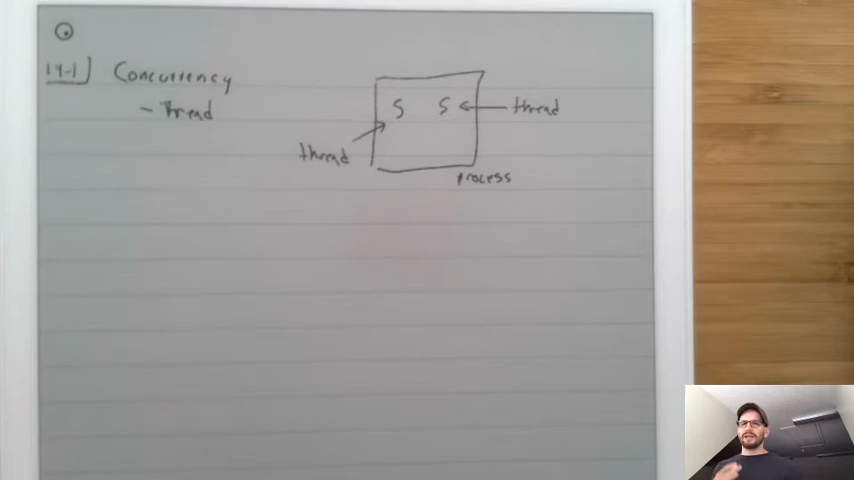 14-1] Concurrency
- Thread
S S thread
thread
process